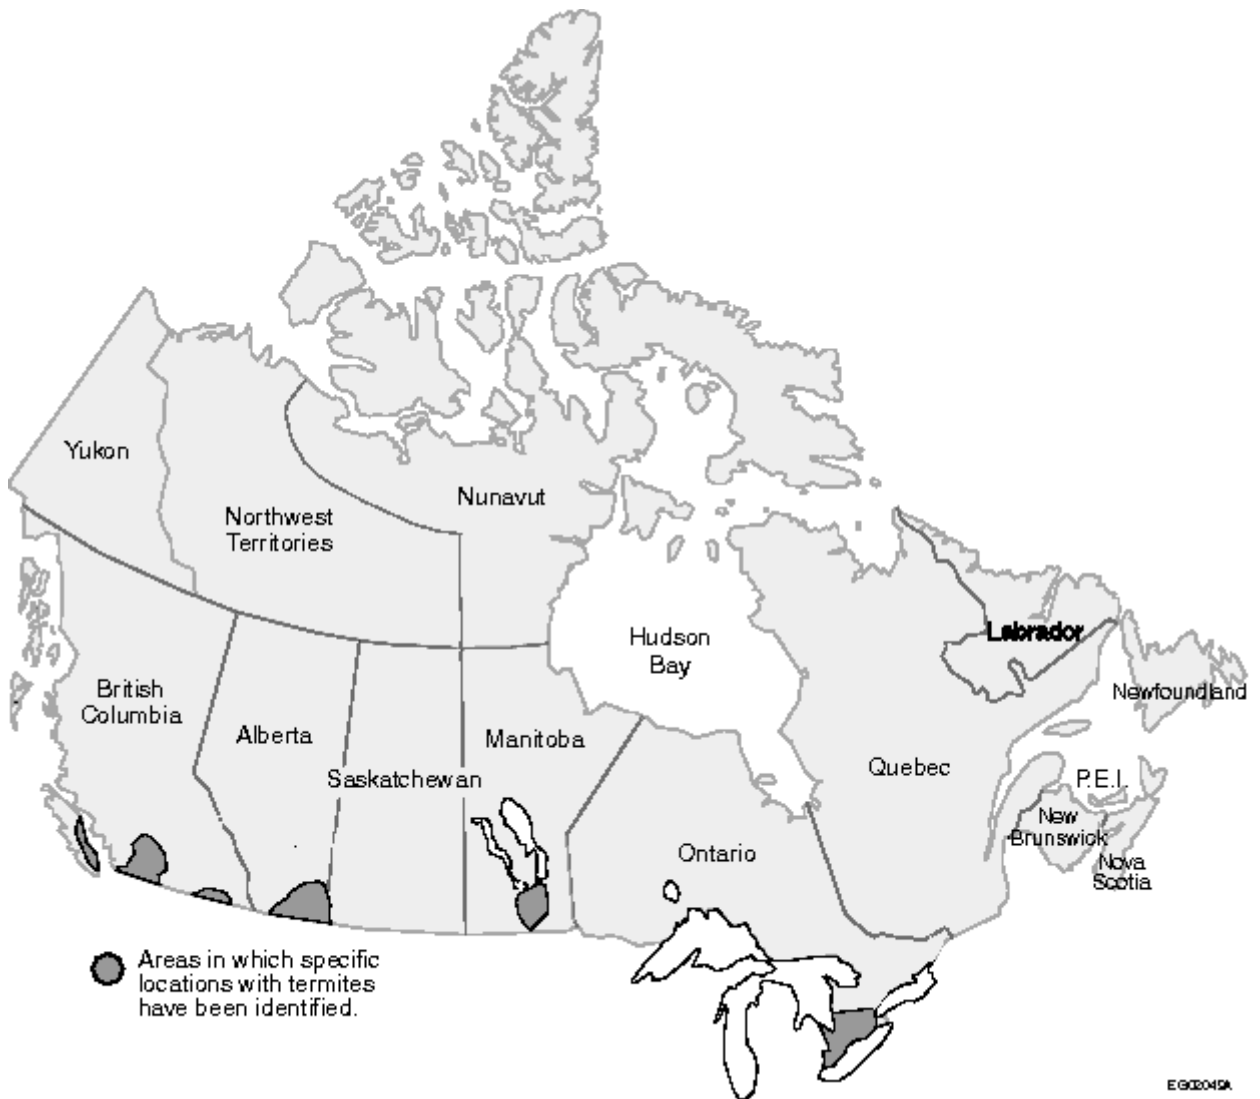 Yukon
Northwest
Territories
Nunavut
Hudson
Bay
Labrador
Newfoundland
British
Columbia
Alberta
Saskatchewan
Manitoba
Ontario
Quebec
P.E.I.
New
Brunswick
Nova
Scotia
Areas in which specific
locations with termites
have been identified.
EG02049A